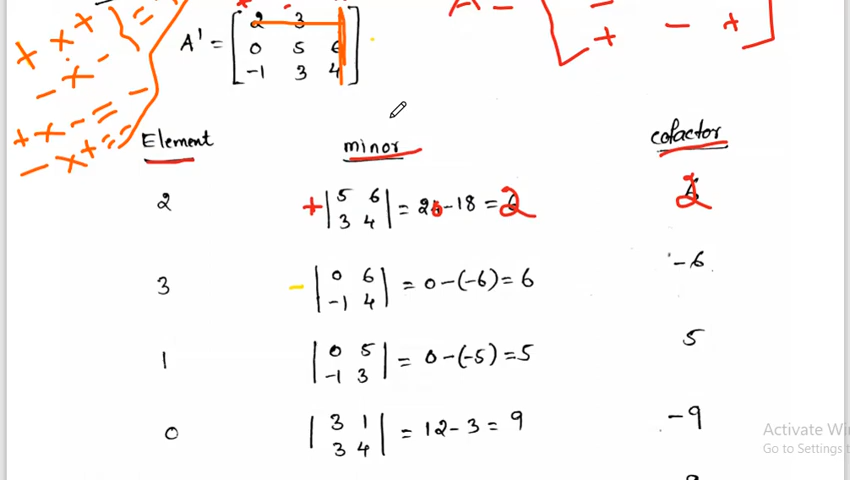 + × + = +
- × -
+ × - = -
- × + = -
A' = [ 2 3
0 5 6
-1 3 4 ]
+ - +
Element minor cofactor
2 + | 5 6 | = 20 - 18 = 2 2
3 4
3 - | 0 6 | = 0 - (-6) = 6 -6
-1 4
1 | 0 5 | = 0 - (-5) = 5 5
-1 3
0 | 3 1 | = 12 - 3 = 9 -9
3 4
Activate Wi
Go to Settings t